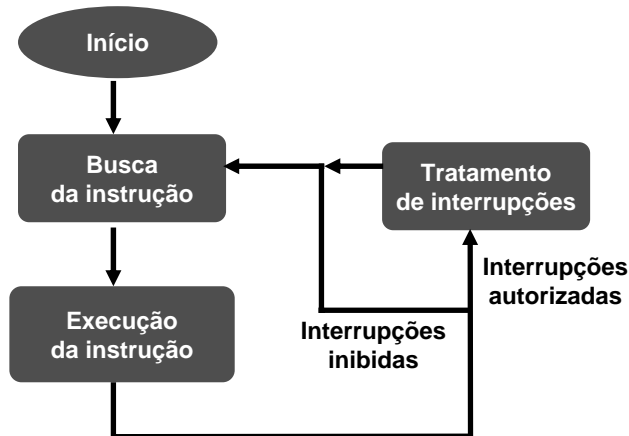 Início
Busca
da instrução
Tratamento
de interrupções
Interrupções
autorizadas
Execução
da instrução
Interrupções
inibidas